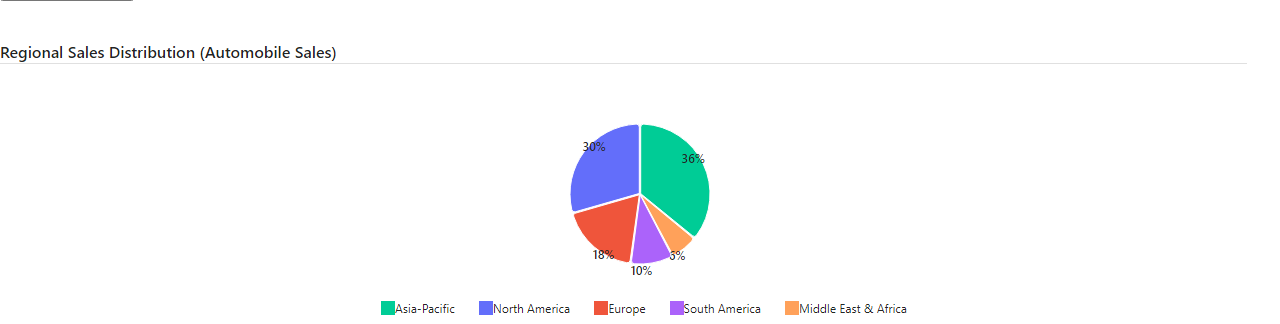 Regional Sales Distribution (Automobile Sales)
30%
36%
18%
6%
10%
Asia-Pacific North America Europe South America Middle East & Africa